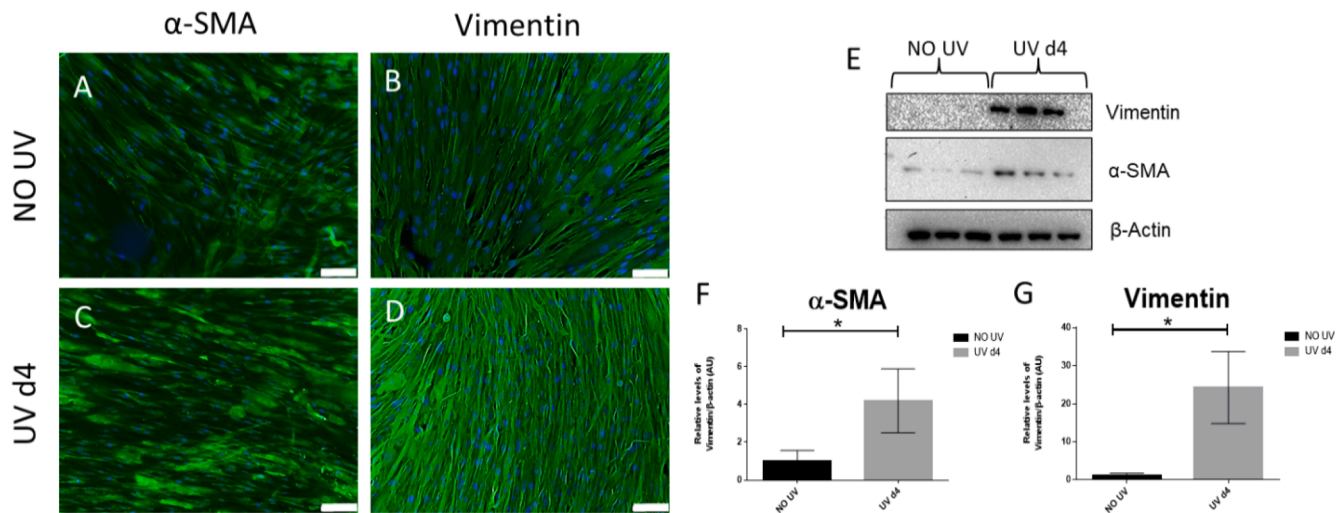 α-SMA
Vimentin
NO UV
UV d4
A
B
C
D
E
NO UV
UV d4
Vimentin
α-SMA
β-Actin
F
α-SMA
*
NO UV
UV d4
Relative levels of
Vimentin/β-actin (AU)
8
6
4
2
0
NO UV
UV d4
G
Vimentin
*
NO UV
UV d4
Relative levels of
Vimentin/β-actin (AU)
40
30
20
10
0
NO UV
UV d4